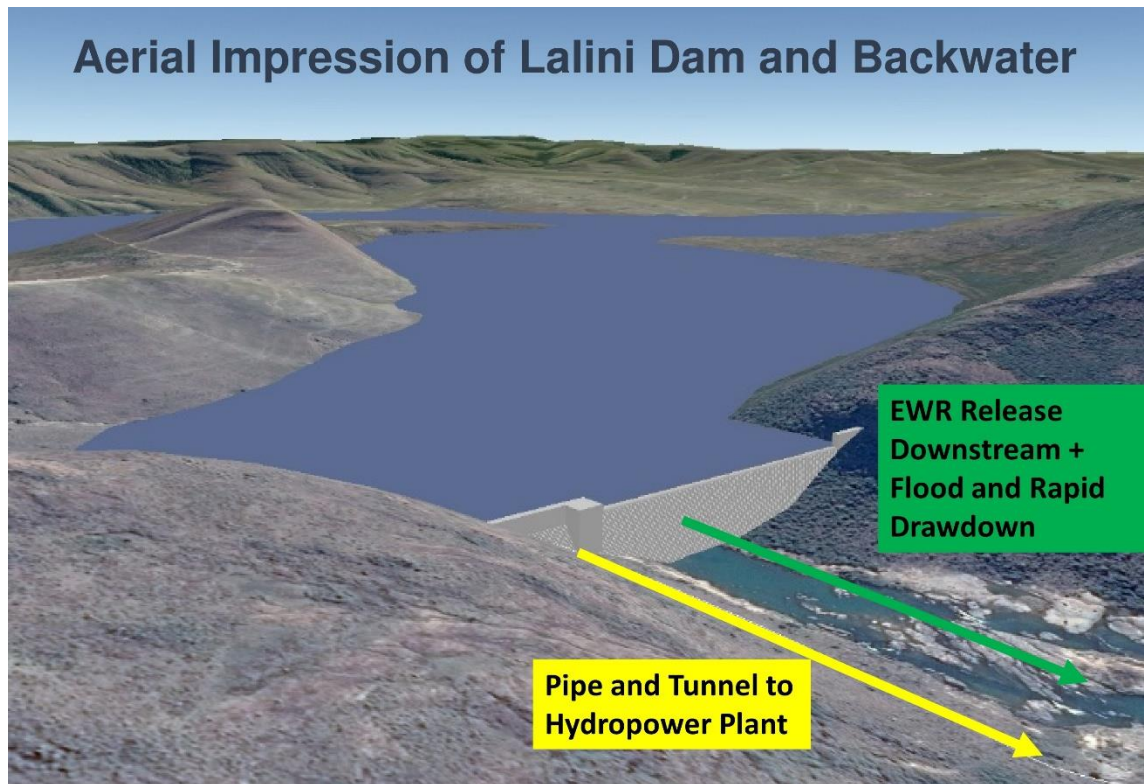 Aerial Impression of Lalini Dam and Backwater
EWR Release
Downstream +
Flood and Rapid
Drawdown
Pipe and Tunnel to
Hydropower Plant